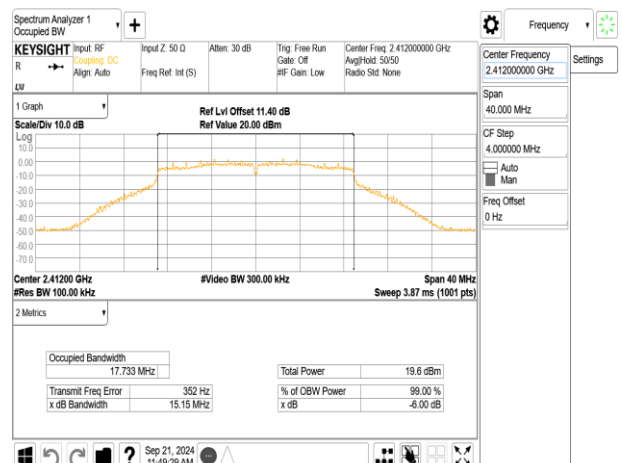 Spectrum Analyzer 1
Occupied BW
+
Frequency
KEYSIGHT
Input: RF
Coupling: DC
Align: Auto
Input Z: 50 Ω
Freq Ref: Int (S)
Atten: 30 dB
Trig: Free Run
Gate: Off
#IF Gain: Low
Center Freq: 2.412000000 GHz
Avg|Hold: 50/50
Radio Std: None
R
LXI
Center Frequency
2.412000000 GHz
Settings
Span
40.000 MHz
CF Step
4.000000 MHz
Auto
Man
Freq Offset
0 Hz
1 Graph
Ref Lvl Offset 11.40 dB
Scale/Div 10.0 dB
Ref Value 20.00 dBm
Log
10.0
0.00
-10.0
-20.0
-30.0
-40.0
-50.0
-60.0
-70.0
Center 2.41200 GHz
#Video BW 300.00 kHz
Span 40 MHz
#Res BW 100.00 kHz
Sweep 3.87 ms (1001 pts)
2 Metrics
Occupied Bandwidth
17.733 MHz
Total Power 19.6 dBm
Transmit Freq Error 352 Hz
% of OBW Power 99.00 %
x dB Bandwidth 15.15 MHz
x dB -6.00 dB
?
Sep 21, 2024
11:49:29 AM